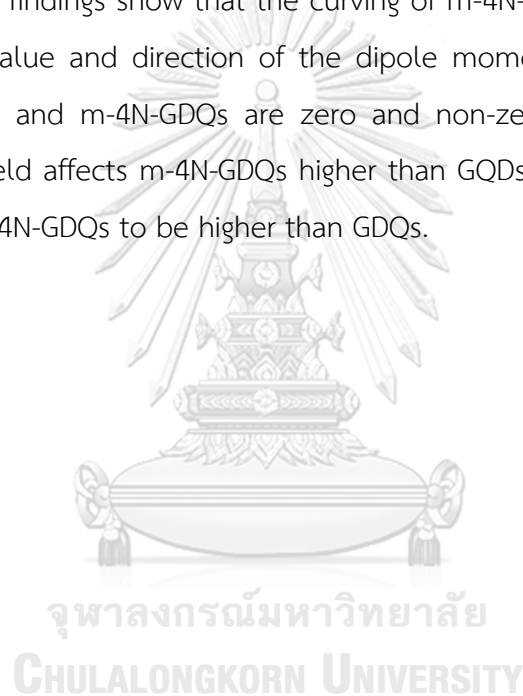 findings show that the curving of m-4N-
alue and direction of the dipole mome
and m-4N-GDQs are zero and non-ze
eld affects m-4N-GDQs higher than GQDs
4N-GDQs to be higher than GDQs.
จุฬาลงกรณ์มหาวิทยาลัย
CHULALONGKORN UNIVERSITY